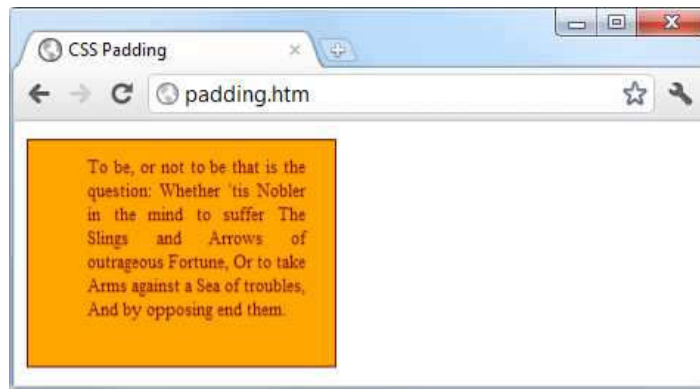 CSS Padding
padding.htm
To be, or not to be that is the
question: Whether 'tis Nobler
in the mind to suffer The
Slings and Arrows of
outrageous Fortune, Or to take
Arms against a Sea of troubles,
And by opposing end them.